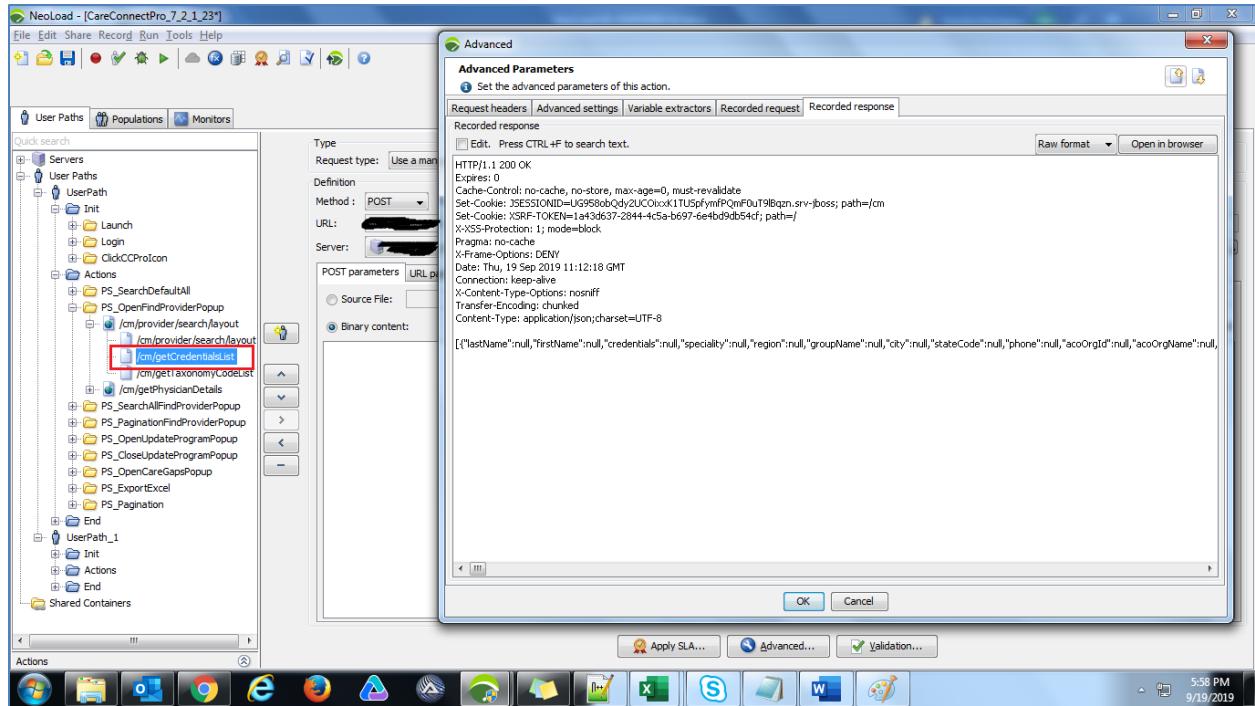 NeoLoad - [CareConnectPro_7_2_1_23*]
File Edit Share Record Run Tools Help
User Paths Populations Monitors
Quick search
Servers
User Paths
UserPath
Init
Launch
Login
ClickCCProIcon
Actions
PS_SearchDefaultAll
PS_OpenFindProviderPopup
/cm/provider/search/layout
/cm/provider/search/layout
/cm/getCredentialsList
/cm/getTaxonomyCodeList
/cm/getPhysicianDetails
PS_SearchAllFindProviderPopup
PS_PaginationFindProviderPopup
PS_OpenUpdateProgramPopup
PS_CloseUpdateProgramPopup
PS_OpenCareGapsPopup
PS_ExportExcel
PS_Pagination
End
UserPath_1
Init
Actions
End
Shared Containers
Actions
Type
Request type: Use a man
Definition
Method : POST
URL:
Server:
POST parameters URL pa
Source File:
Binary content:
Advanced
Advanced Parameters
Set the advanced parameters of this action.
Request headers Advanced settings Variable extractors Recorded request Recorded response
Recorded response
Edit. Press CTRL+F to search text. Raw format Open in browser
HTTP/1.1 200 OK
Expires: 0
Cache-Control: no-cache, no-store, max-age=0, must-revalidate
Set-Cookie: JSESSIONID=UG958obQdy2UCOixxK1TU5pfymfPQmF0uT9lBqzn.srv-jboss; path=/cm
Set-Cookie: XSRF-TOKEN=1a43d637-2844-4c5a-b697-6e4bd9db54cf; path=/
X-XSS-Protection: 1; mode=block
Pragma: no-cache
X-Frame-Options: DENY
Date: Thu, 19 Sep 2019 11:12:18 GMT
Connection: keep-alive
X-Content-Type-Options: nosniff
Transfer-Encoding: chunked
Content-Type: application/json;charset=UTF-8
[{"lastName":null,"firstName":null,"credentials":null,"speciality":null,"region":null,"groupName":null,"city":null,"stateCode":null,"phone":null,"acoOrgId":null,"acoOrgName":null,
OK Cancel
Apply SLA... Advanced... Validation...
5:58 PM
9/19/2019